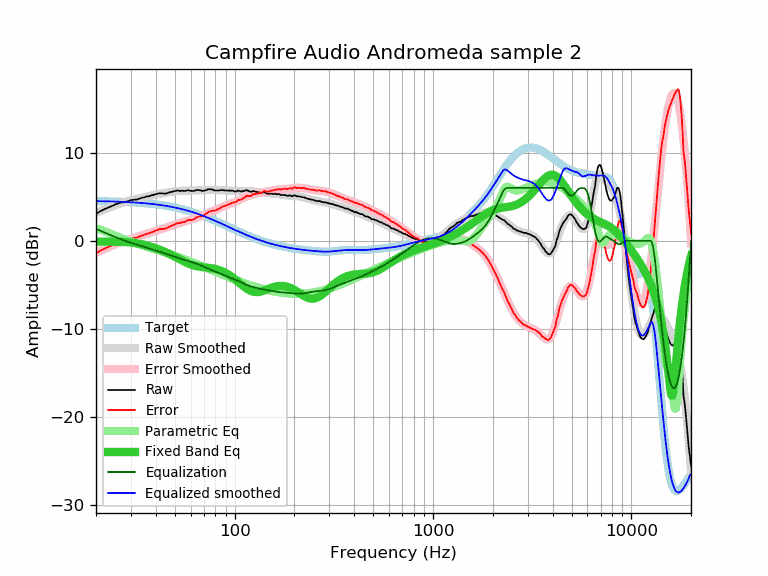 Campfire Audio Andromeda sample 2
Amplitude (dBr)
10
0
−10
−20
−30
Target
Raw Smoothed
Error Smoothed
Raw
Error
Parametric Eq
Fixed Band Eq
Equalization
Equalized smoothed
100
1000
10000
Frequency (Hz)